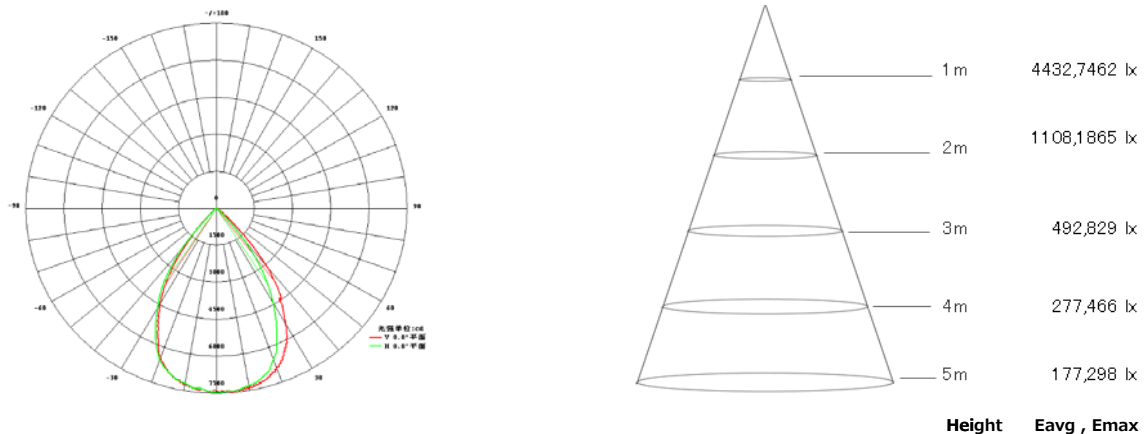 -/+180
-150
150
-120
120
-90
90
-60
60
-30
30
0
1500
3000
6000
7500
光强单位:cd
V 0.0°平面
H 0.0°平面
1m 4432,7462 lx
2m 1108,1865 lx
3m 492,829 lx
4m 277,466 lx
5m 177,298 lx
Height Eavg , Emax